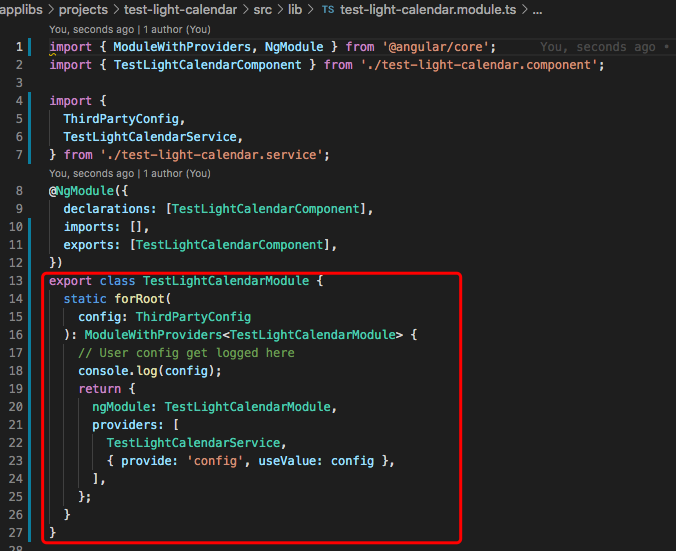 applibs > projects > test-light-calendar > src > lib > TS test-light-calendar.module.ts > ...
You, seconds ago | 1 author (You)
1 import { ModuleWithProviders, NgModule } from '@angular/core'; You, seconds ago •
2 import { TestLightCalendarComponent } from './test-light-calendar.component';
3
4 import {
5 ThirdPartyConfig,
6 TestLightCalendarService,
7 } from './test-light-calendar.service';
You, seconds ago | 1 author (You)
8 @NgModule({
9 declarations: [TestLightCalendarComponent],
10 imports: [],
11 exports: [TestLightCalendarComponent],
12 })
13 export class TestLightCalendarModule {
14 static forRoot(
15 config: ThirdPartyConfig
16 ): ModuleWithProviders<TestLightCalendarModule> {
17 // User config get logged here
18 console.log(config);
19 return {
20 ngModule: TestLightCalendarModule,
21 providers: [
22 TestLightCalendarService,
23 { provide: 'config', useValue: config },
24 ],
25 };
26 }
27 }
28